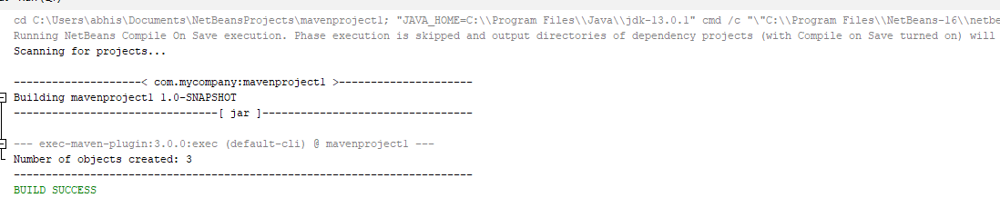 cd C:\Users\abhis\Documents\NetBeansProjects\mavenproject1; "JAVA_HOME=C:\\Program Files\\Java\\jdk-13.0.1" cmd /c "\"C:\\Program Files\\NetBeans-16\\netbe
Running NetBeans Compile On Save execution. Phase execution is skipped and output directories of dependency projects (with Compile on Save turned on) will
Scanning for projects...
--------------------< com.mycompany:mavenproject1 >---------------------
Building mavenproject1 1.0-SNAPSHOT
--------------------------------[ jar ]---------------------------------
--- exec-maven-plugin:3.0.0:exec (default-cli) @ mavenproject1 ---
Number of objects created: 3
------------------------------------------------------------------------
BUILD SUCCESS